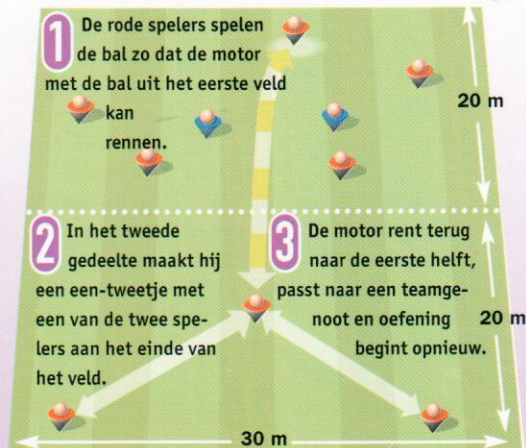 1
De rode spelers spelen
de bal zo dat de motor
met de bal uit het eerste veld
kan
rennen.
20 m
2
In het tweede
gedeelte maakt hij
een een-tweetje met
een van de twee spe-
lers aan het einde van
het veld.
3
De motor rent terug
naar de eerste helft,
passt naar een teamge-
noot en oefening
begint opnieuw.
20 m
30 m